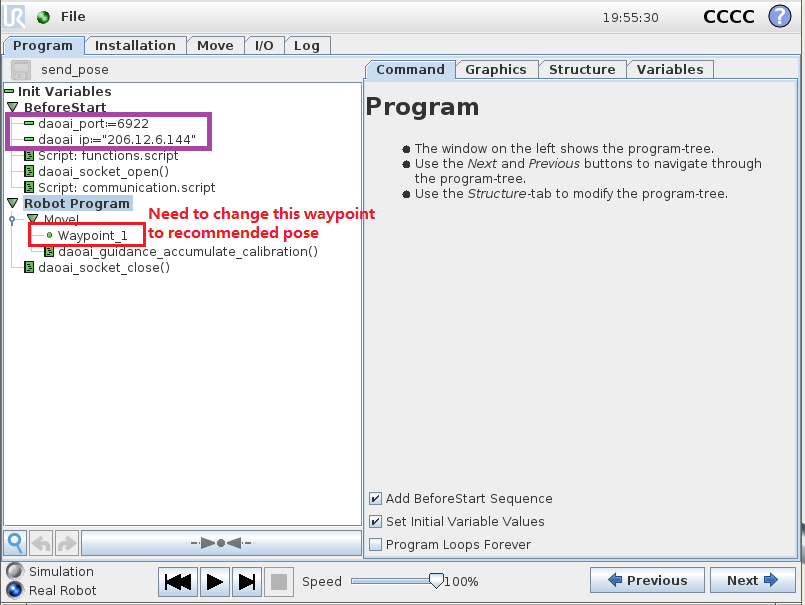 UR File 19:55:30 CCCC ?
Program Installation Move I/O Log
send_pose
Command Graphics Structure Variables
Init Variables
BeforeStart
daoai_port:=6922
daoai_ip:="206.12.6.144"
Script: functions.script
daoai_socket_open()
Script: communication.script
Robot Program
MoveJ
Waypoint_1
daoai_guidance_accumulate_calibration()
daoai_socket_close()
Need to change this waypoint
to recommended pose
Program
The window on the left shows the program-tree.
Use the Next and Previous buttons to navigate through
the program-tree.
Use the Structure-tab to modify the program-tree.
Add BeforeStart Sequence
Set Initial Variable Values
Program Loops Forever
Simulation
Real Robot
Speed 100%
Previous Next